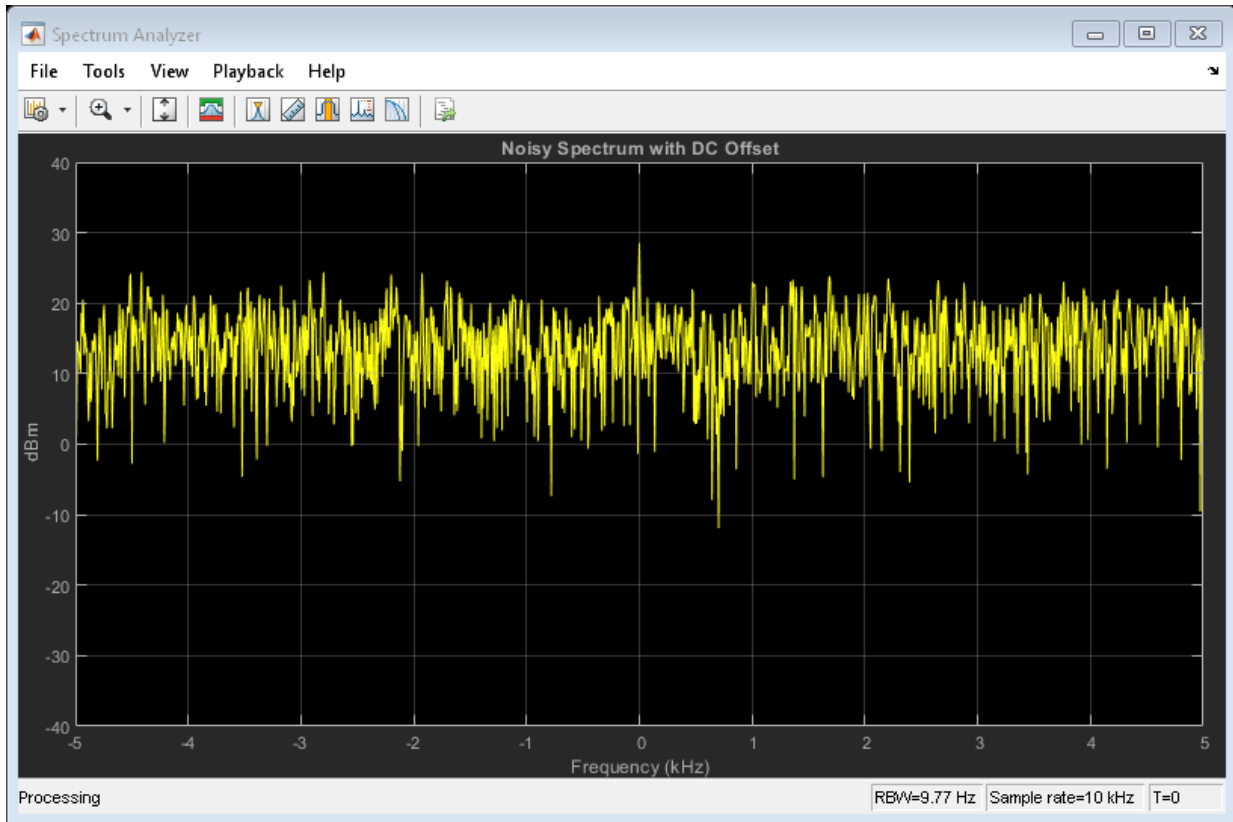 Spectrum Analyzer
File Tools View Playback Help
Noisy Spectrum with DC Offset
40
30
20
10
0
-10
-20
-30
-40
dBm
-5 -4 -3 -2 -1 0 1 2 3 4 5
Frequency (kHz)
Processing RBW=9.77 Hz Sample rate=10 kHz T=0